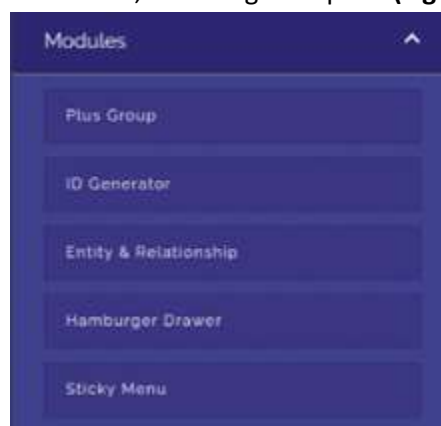 Modules
Plus Group
ID Generator
Entity & Relationship
Hamburger Drawer
Sticky Menu